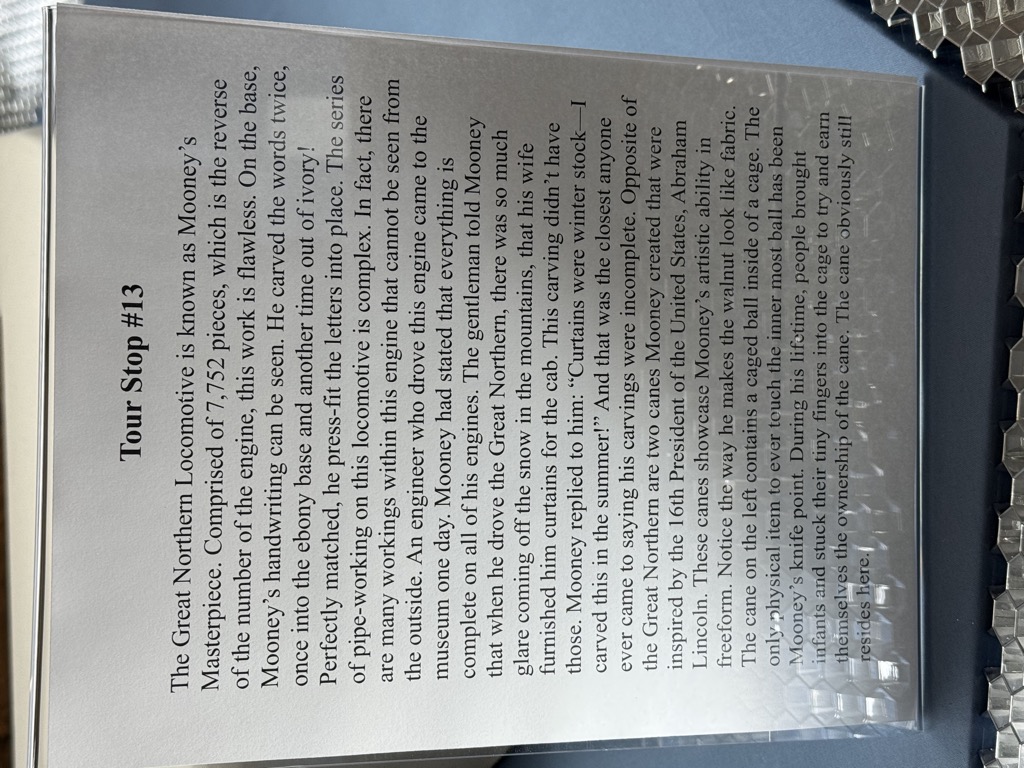 Tour Stop #13
The Great Northern Locomotive is known as Mooney's
Masterpiece. Comprised of 7,752 pieces, which is the reverse
of the number of the engine, this work is flawless. On the base,
Mooney's handwriting can be seen. He carved the words twice,
once into the ebony base and another time out of ivory!
Perfectly matched, he press-fit the letters into place. The series
of pipe-working on this locomotive is complex. In fact, there
are many workings within this engine that cannot be seen from
the outside. An engineer who drove this engine came to the
museum one day. Mooney had stated that everything is
complete on all of his engines. The gentleman told Mooney
that when he drove the Great Northern, there was so much
glare coming off the snow in the mountains, that his wife
furnished him curtains for the cab. This carving didn't have
those. Mooney replied to him: “Curtains were winter stock—I
carved this in the summer!” And that was the closest anyone
ever came to saying his carvings were incomplete. Opposite of
the Great Northern are two canes Mooney created that were
inspired by the 16th President of the United States, Abraham
Lincoln. These canes showcase Mooney's artistic ability in
freeform. Notice the way he makes the walnut look like fabric.
The cane on the left contains a caged ball inside of a cage. The
only physical item to ever touch the inner most ball has been
Mooney's knife point. During his lifetime, people brought
infants and stuck their tiny fingers into the cage to try and earn
themselves the ownership of the cane. The cane obviously still
resides here.